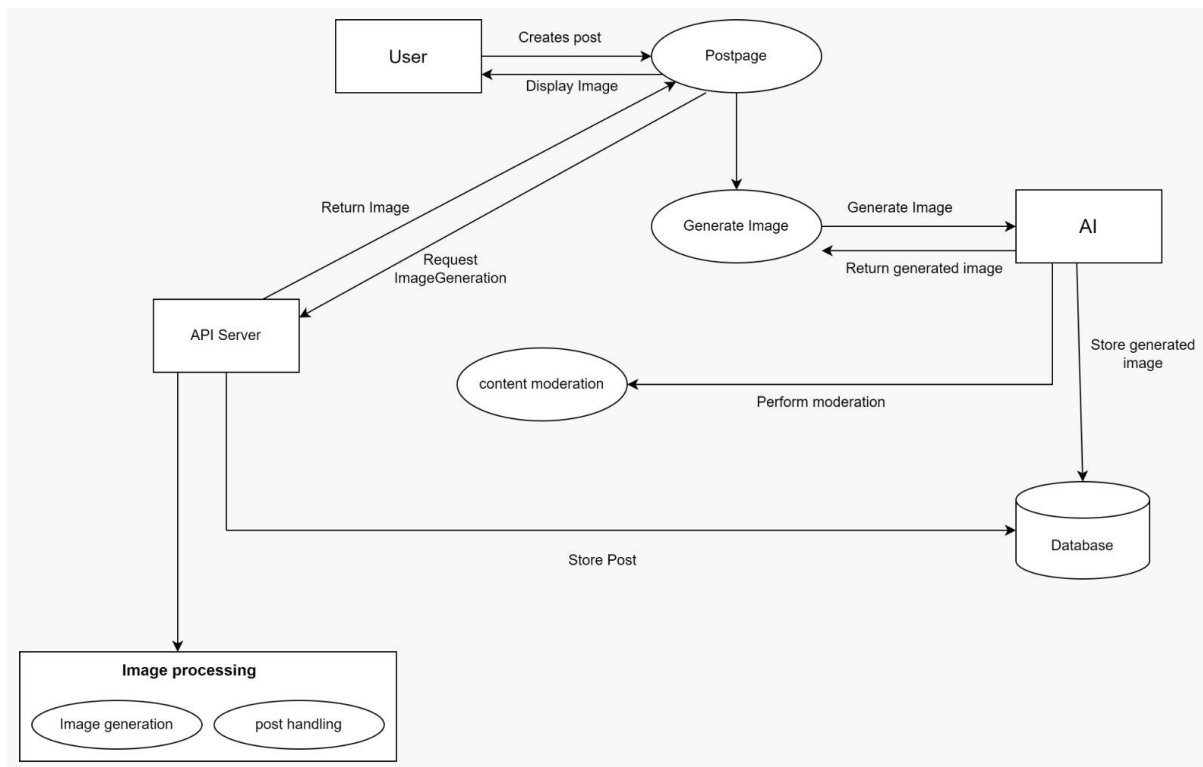 User
Creates post
Postpage
Display Image
Return Image
Generate Image
Generate Image
AI
Request
ImageGeneration
Return generated image
API Server
Store generated
image
content moderation
Perform moderation
Database
Store Post
Image processing
Image generation
post handling